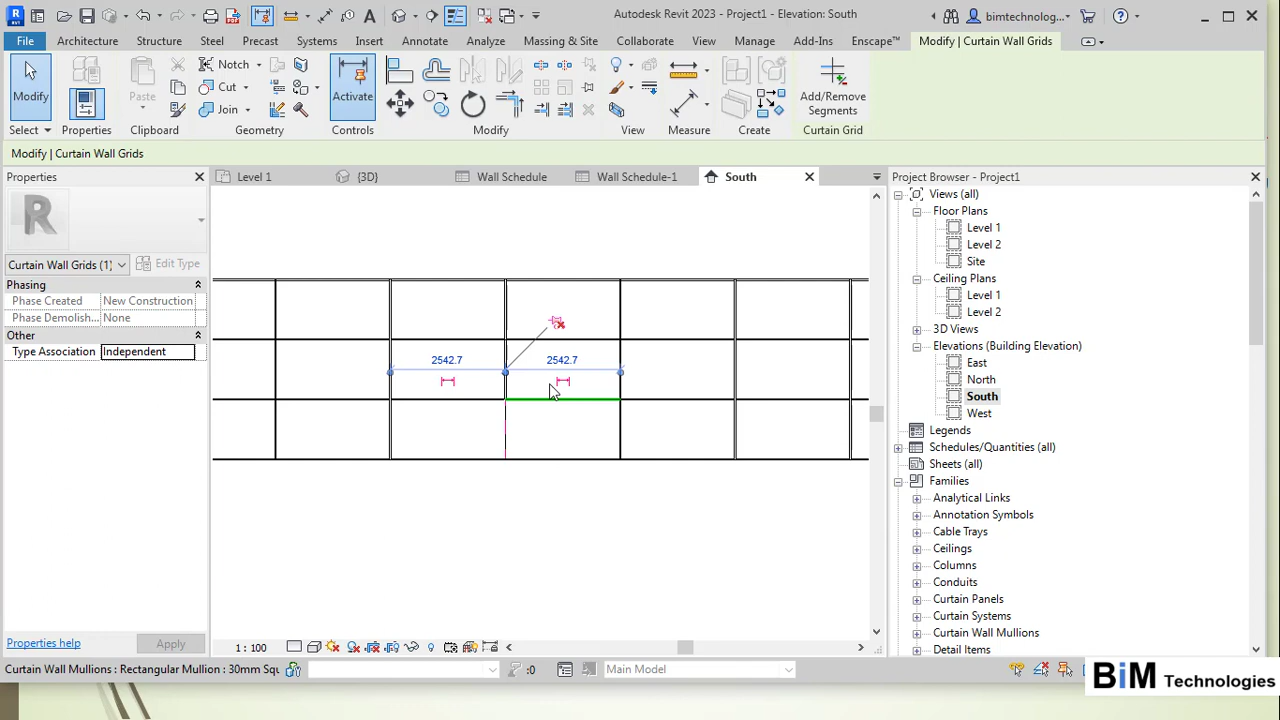 Autodesk Revit 202 - Project1 - Elevation: South
bimtechnolog...
File
Architecture
Structure
Steel
Precast
Systems
Insert
Annotate
Analyze
Massing & Site
Collaborate
View
Manage
Add-Ins
Enscape™
Modify | Curtain Wall Grids
Modify
Paste
Notch
Cut
Join
Activate
Add/Remove
Segments
Select
Properties
Clipboard
Geometry
Controls
Modify
View
Measure
Create
Curtain Grid
Modify | Curtain Wall Grids
Properties
Level 1
{3D}
Wall Schedule
Wall Schedule-1
South
Project Browser - Project1
Curtain Wall Grids (1)
Edit Type
Phasing
Phase Created
New Construction
Phase Demolish...
None
Other
Type Association
Independent
2542.7
2542.7
Views (all)
Floor Plans
Level 1
Level 2
Site
Ceiling Plans
Level 1
Level 2
3D Views
Elevations (Building Elevation)
East
North
South
West
Legends
Schedules/Quantities (all)
Sheets (all)
Families
Analytical Links
Annotation Symbols
Cable Trays
Ceilings
Columns
Conduits
Curtain Panels
Curtain Systems
Curtain Wall Mullions
Detail Items
Properties help
Apply
1 : 100
Curtain Wall Mullions : Rectangular Mullion : 30mm Squ
:0
Main Model
BiM Technologies